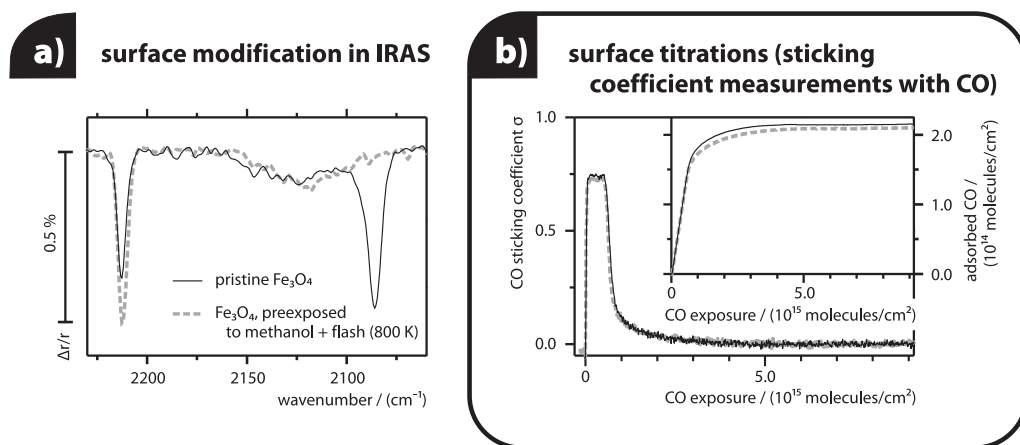 a) surface modification in IRAS
0.5 %
Δr/r
pristine Fe₃O₄
Fe₃O₄, preexposed
to methanol + flash (800 K)
2200 2150 2100
wavenumber / (cm⁻¹)
b) surface titrations (sticking
coefficient measurements with CO)
CO sticking coefficient σ
1.0
0.5
0.0
2.0
1.0
0.0
adsorbed CO /
(10¹⁴ molecules/cm²)
0 5.0
CO exposure / (10¹⁵ molecules/cm²)
0 5.0
CO exposure / (10¹⁵ molecules/cm²)